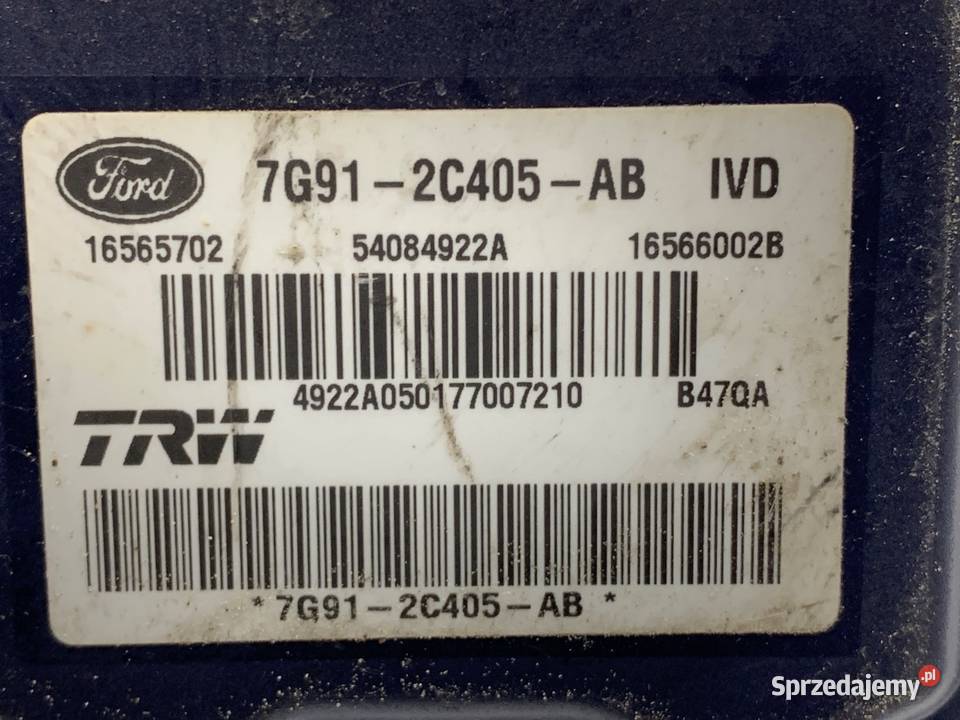 Ford 7G91-2C405-AB IVD
16565702 54084922A 16566002B
4922A050177007210 B47QA
TRW
* 7G91-2C405-AB *
Sprzedajemy.pl